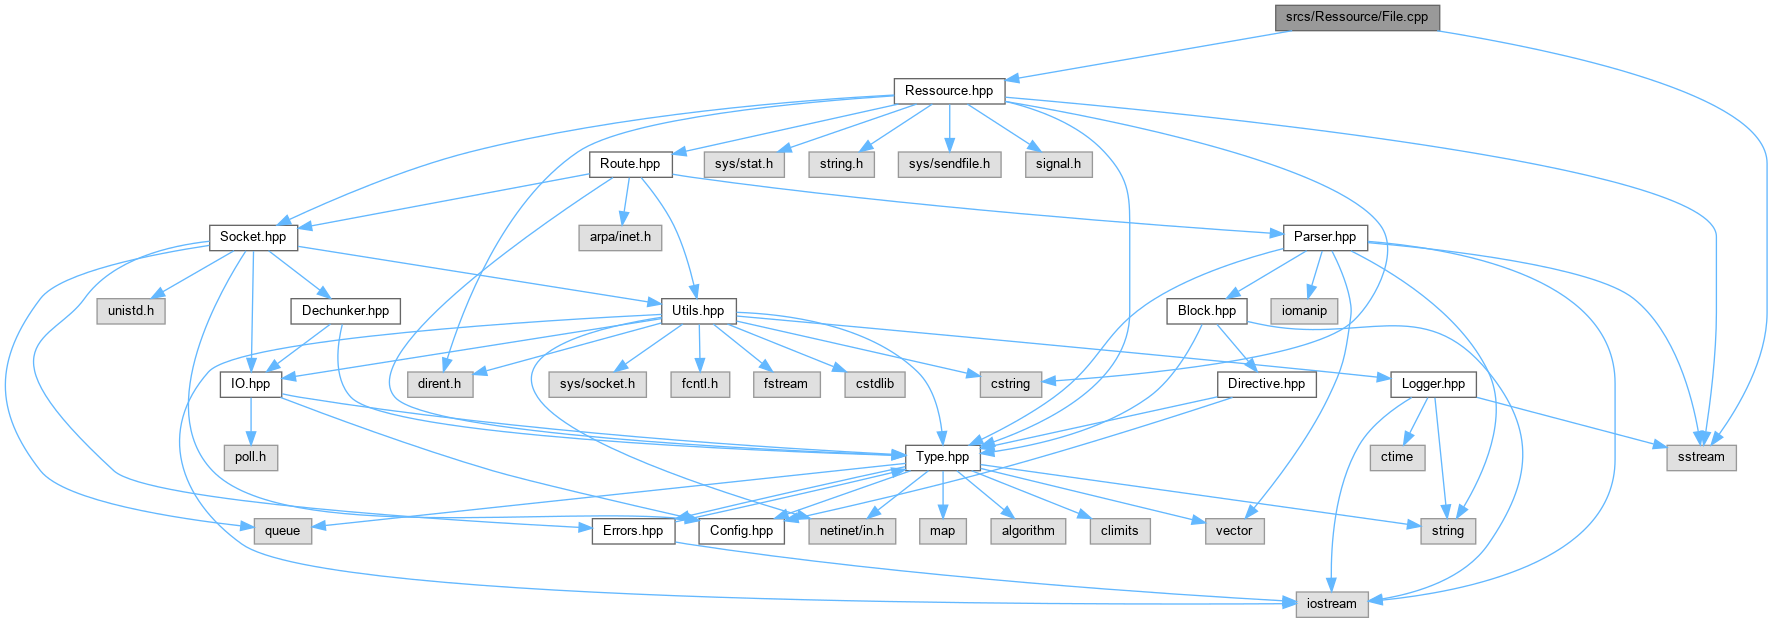 srcs/Ressource/File.cpp
Ressource.hpp
Route.hpp
sys/stat.h
string.h
sys/sendfile.h
signal.h
Socket.hpp
arpa/inet.h
Parser.hpp
unistd.h
Dechunker.hpp
Utils.hpp
Block.hpp
iomanip
IO.hpp
dirent.h
sys/socket.h
fcntl.h
fstream
cstdlib
cstring
Directive.hpp
Logger.hpp
poll.h
Type.hpp
ctime
sstream
queue
Errors.hpp
Config.hpp
netinet/in.h
map
algorithm
climits
vector
string
iostream